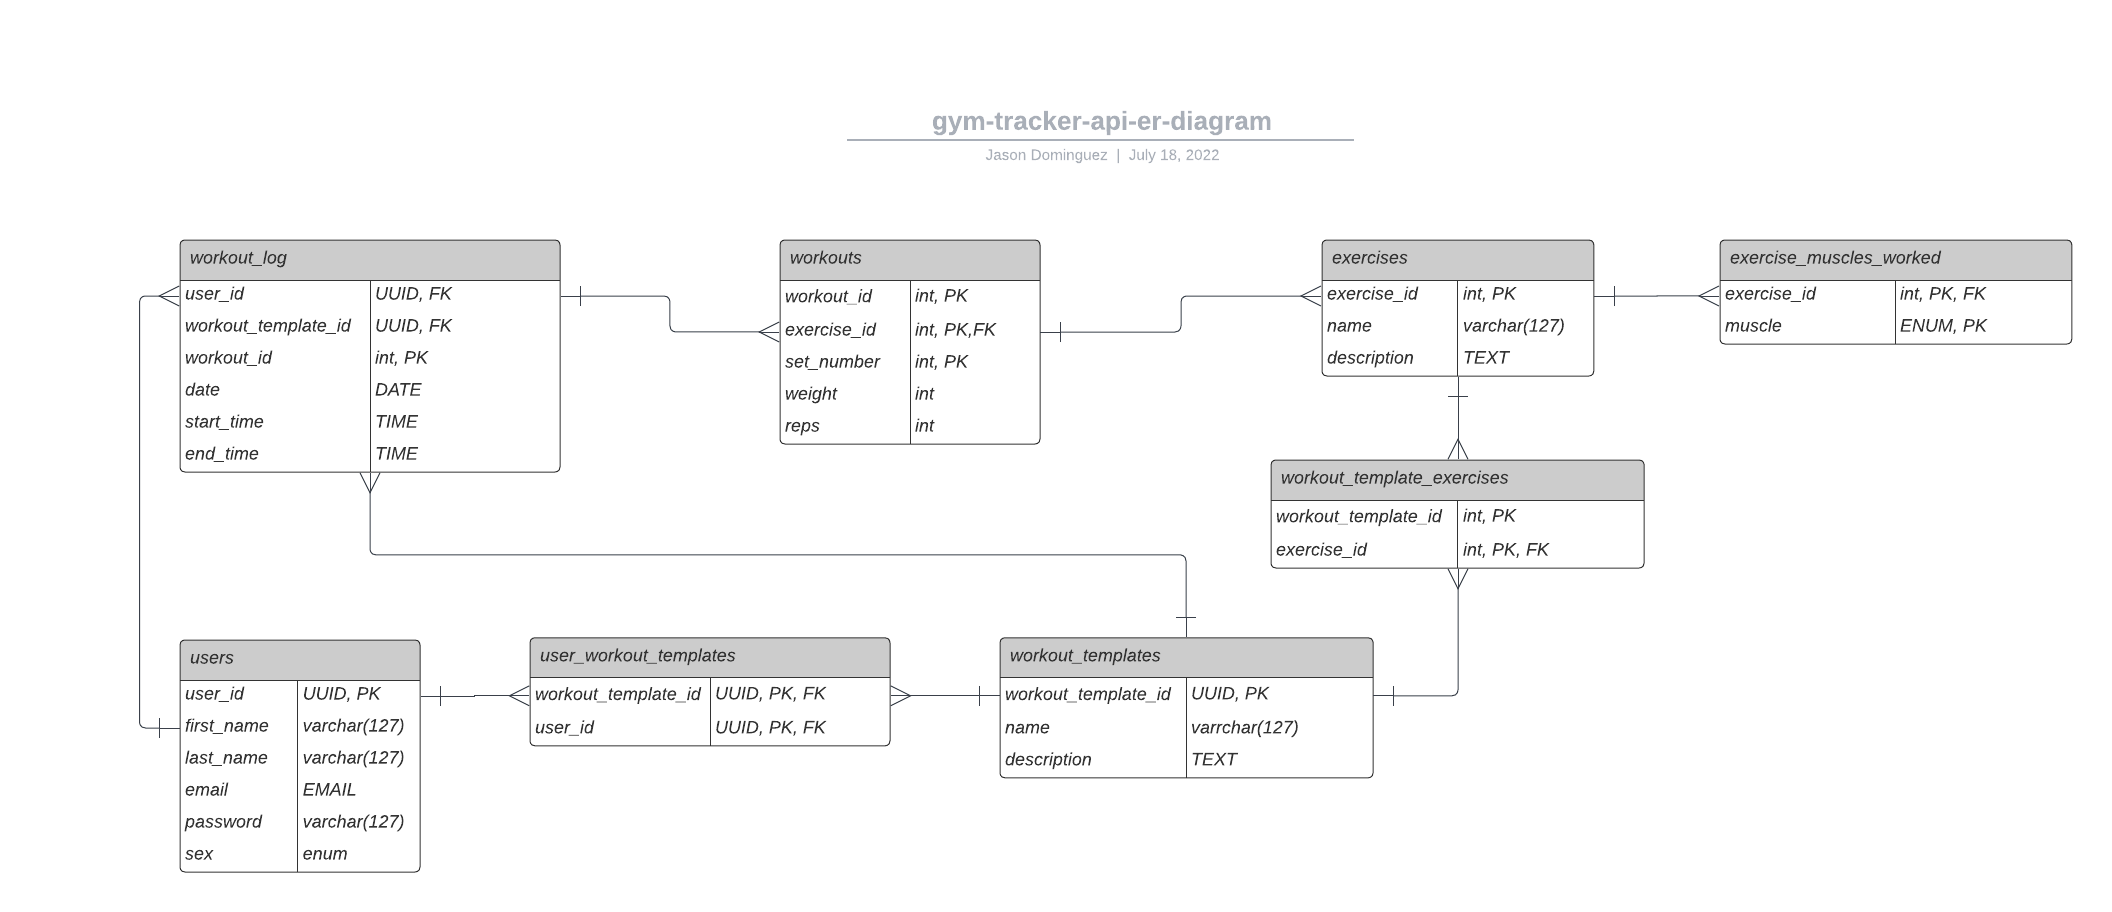 gym-tracker-api-er-diagram
Jason Dominguez | July 18, 2022
workout_log
user_id UUID, FK
workout_template_id UUID, FK
workout_id int, PK
date DATE
start_time TIME
end_time TIME
workouts
workout_id int, PK
exercise_id int, PK,FK
set_number int, PK
weight int
reps int
exercises
exercise_id int, PK
name varchar(127)
description TEXT
exercise_muscles_worked
exercise_id int, PK, FK
muscle ENUM, PK
workout_template_exercises
workout_template_id int, PK
exercise_id int, PK, FK
users
user_id UUID, PK
first_name varchar(127)
last_name varchar(127)
email EMAIL
password varchar(127)
sex enum
user_workout_templates
workout_template_id UUID, PK, FK
user_id UUID, PK, FK
workout_templates
workout_template_id UUID, PK
name varrchar(127)
description TEXT